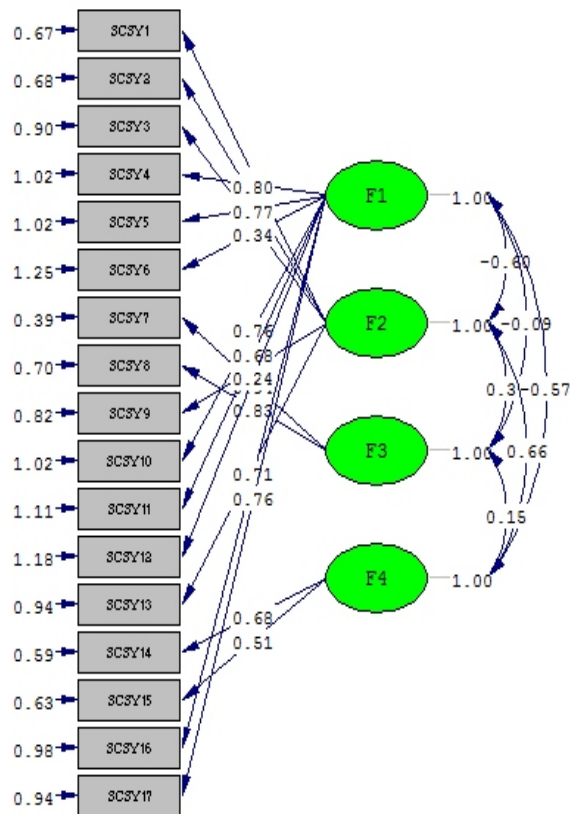 0.67 SCSY1
0.68 SCSY2
0.90 SCSY3
1.02 SCSY4
1.02 SCSY5
1.25 SCSY6
0.39 SCSY7
0.70 SCSY8
0.82 SCSY9
1.02 SCSY10
1.11 SCSY11
1.18 SCSY12
0.94 SCSY13
0.59 SCSY14
0.63 SCSY15
0.98 SCSY16
0.94 SCSY17
0.80
0.77
0.34
0.76
0.68
0.24
0.83
0.71
0.76
0.68
0.51
F1 1.00
F2 1.00
F3 1.00
F4 1.00
-0.60
-0.09
-0.57
0.66
0.15